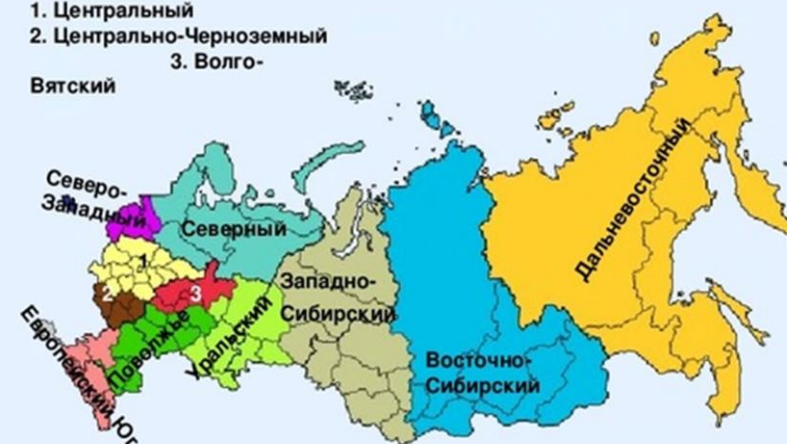 1. Центральный
2. Центрально-Черноземный
3. Волго-
Вятский
Северо-
Западный
Северный
1
2
3
Западно-
Сибирский
Восточно-
Сибирский
Дальневосточный
Уральский
Поволжье
Европейский Юг